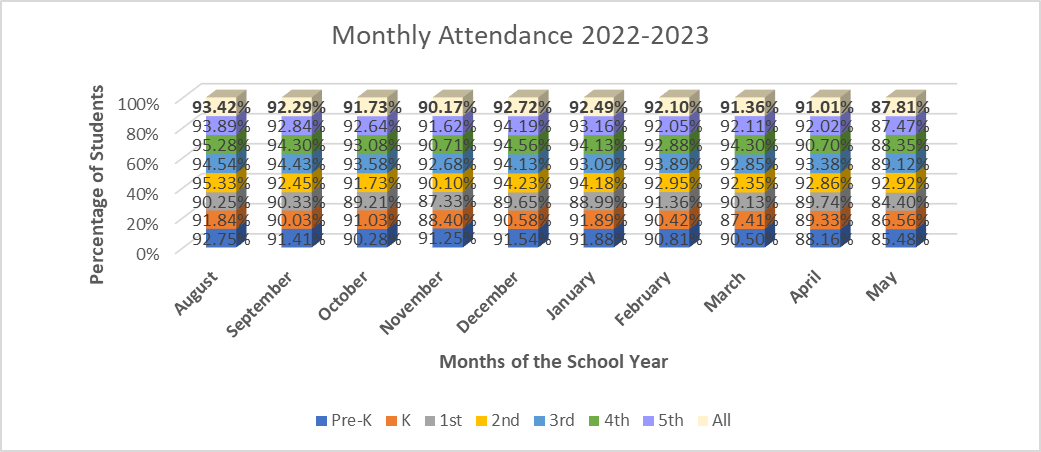 Monthly Attendance 2022-2023
Percentage of Students
100%
80%
60%
40%
20%
0%
93.42% 92.29% 91.73% 90.17% 92.72% 92.49% 92.10% 91.36% 91.01% 87.81%
93.89% 92.84% 92.64% 91.62% 94.19% 93.16% 92.05% 92.11% 92.02% 87.47%
95.28% 94.30% 93.08% 90.71% 94.56% 94.13% 92.88% 94.30% 90.70% 88.35%
94.54% 94.43% 93.58% 92.68% 94.13% 93.09% 93.89% 92.85% 93.38% 89.12%
95.33% 92.45% 91.73% 90.10% 94.23% 94.18% 92.95% 92.35% 92.86% 92.92%
90.25% 90.33% 89.21% 87.33% 89.65% 88.99% 91.36% 90.13% 89.74% 84.40%
91.84% 90.03% 91.03% 88.40% 90.58% 91.89% 90.42% 87.41% 89.33% 86.56%
92.75% 91.41% 90.28% 91.25% 91.54% 91.88% 90.81% 90.50% 88.16% 85.48%
August September October November December January February March April May
Months of the School Year
Pre-K K 1st 2nd 3rd 4th 5th All